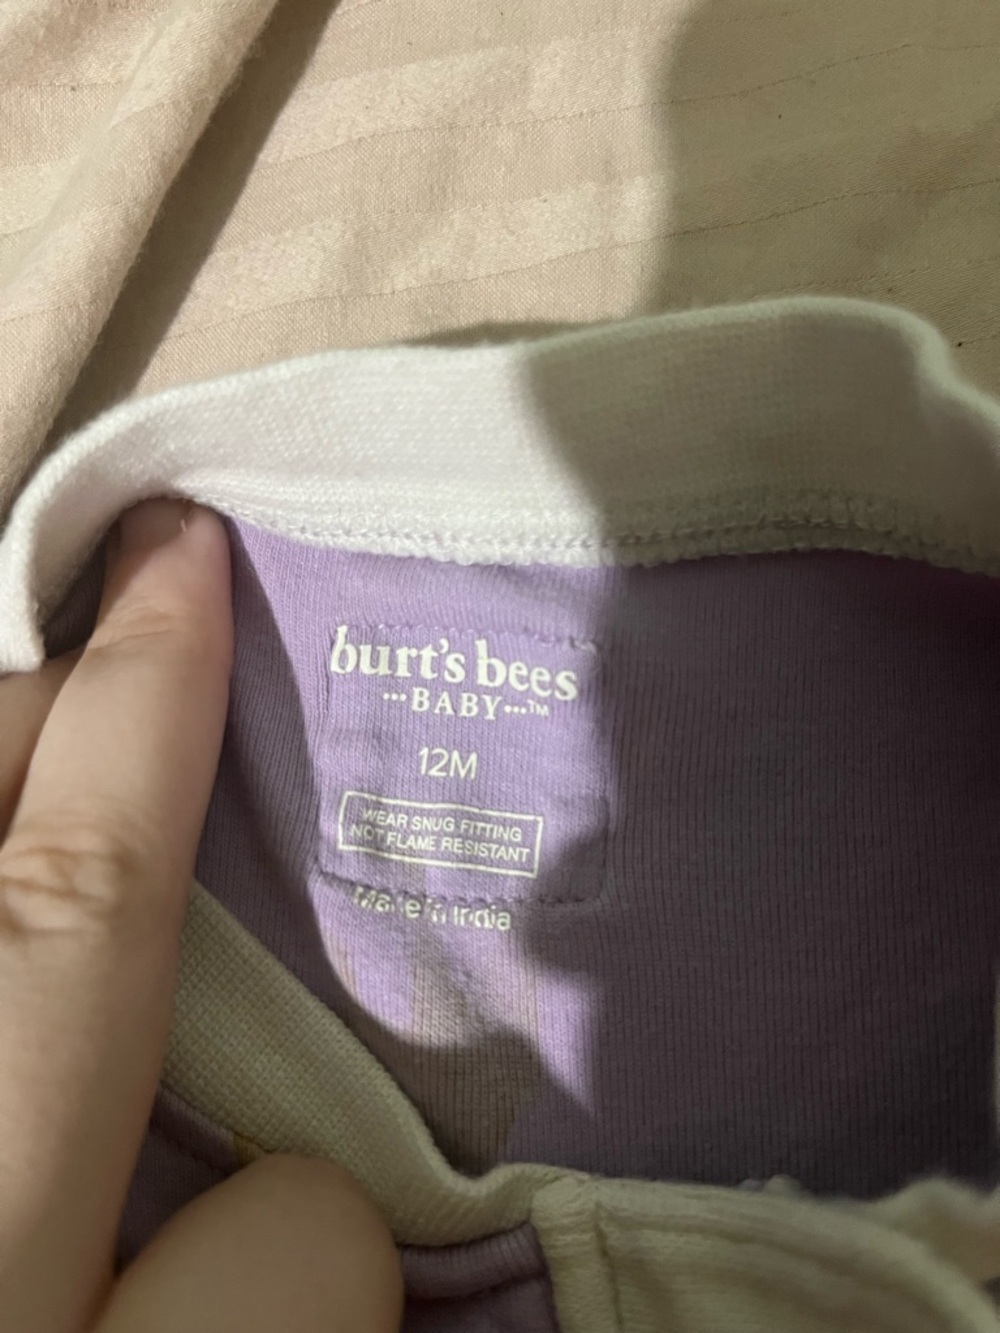 burt's bees
•••BABY•••™
12M
WEAR SNUG FITTING
NOT FLAME RESISTANT
Made in India